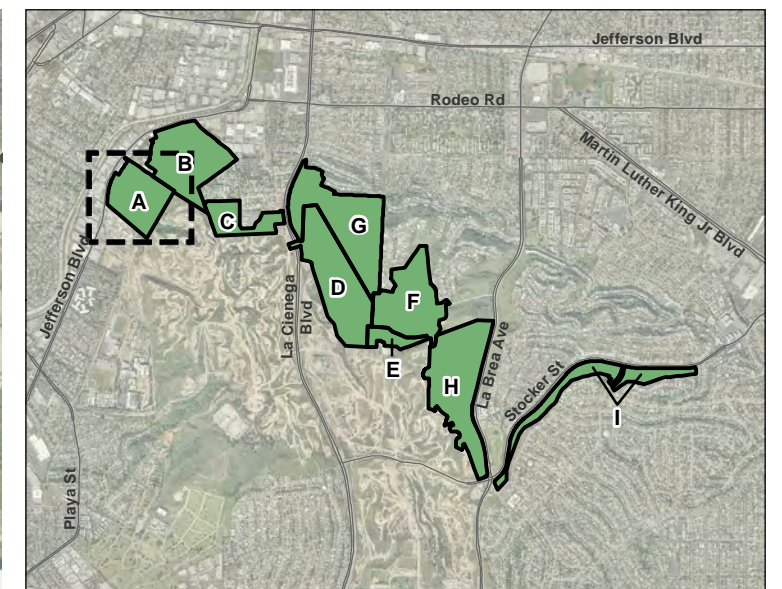 Jefferson Blvd
Rodeo Rd
Martin Luther King Jr Blvd
B
A
C
G
Jefferson Blvd
La Cienega
Blvd
D
F
E
H
La Brea Ave
Stocker St
I
Playa St